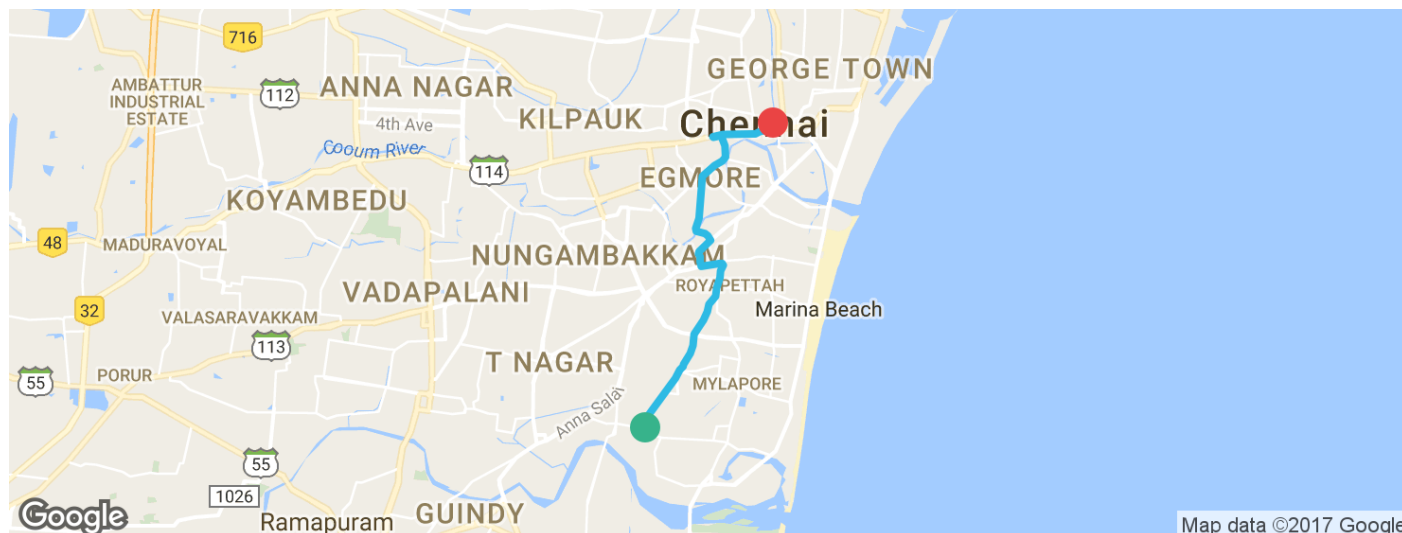 716
GEORGE TOWN
AMBATTUR
INDUSTRIAL
ESTATE
112
ANNA NAGAR
4th Ave
KILPAUK
Chennai
Cooum River
114
EGMORE
KOYAMBEDU
48
MADURAVOYAL
NUNGAMBAKKAM
ROYAPETTAH
VADAPALANI
32
VALASARAVAKKAM
Marina Beach
113
T NAGAR
PORUR
55
MYLAPORE
Anna Salai
55
1026
GUINDY
Ramapuram
Google
Map data ©2017 Google